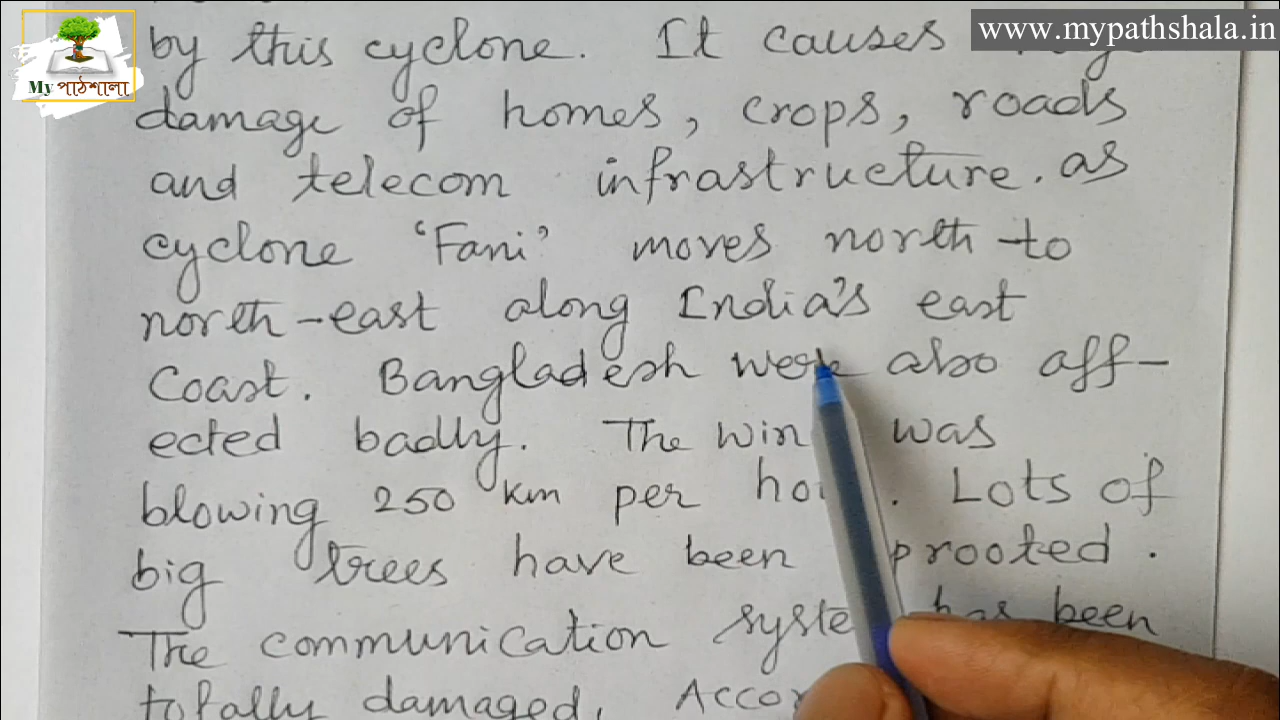 www.mypathshala.in
My পাঠশালা
by this cyclone. It causes
damage of homes, crops, roads
and telecom infrastructure. as
cyclone 'Fani' moves north to
north-east along India's east
Coast. Bangladesh were also aff-
ected badly. The win was
blowing 250 km per ho . Lots of
big trees have been prooted.
The communication syste has been
totally damaged,